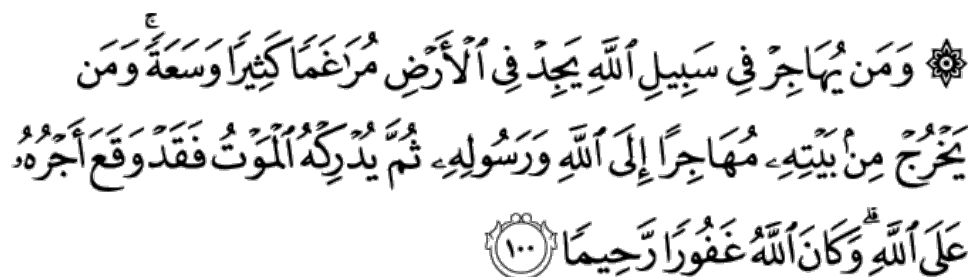 ۞ وَمَن يُهَاجِرْ فِي سَبِيلِ ٱللَّهِ يَجِدْ فِي ٱلْأَرْضِ مُرَٰغَمًا كَثِيرًا وَسَعَةً ۚ وَمَن
يَخْرُجْ مِنۢ بَيْتِهِۦ مُهَاجِرًا إِلَى ٱللَّهِ وَرَسُولِهِۦ ثُمَّ يُدْرِكْهُ ٱلْمَوْتُ فَقَدْ وَقَعَ أَجْرُهُۥ
عَلَى ٱللَّهِ ۗ وَكَانَ ٱللَّهُ غَفُورًا رَّحِيمًا ١٠٠